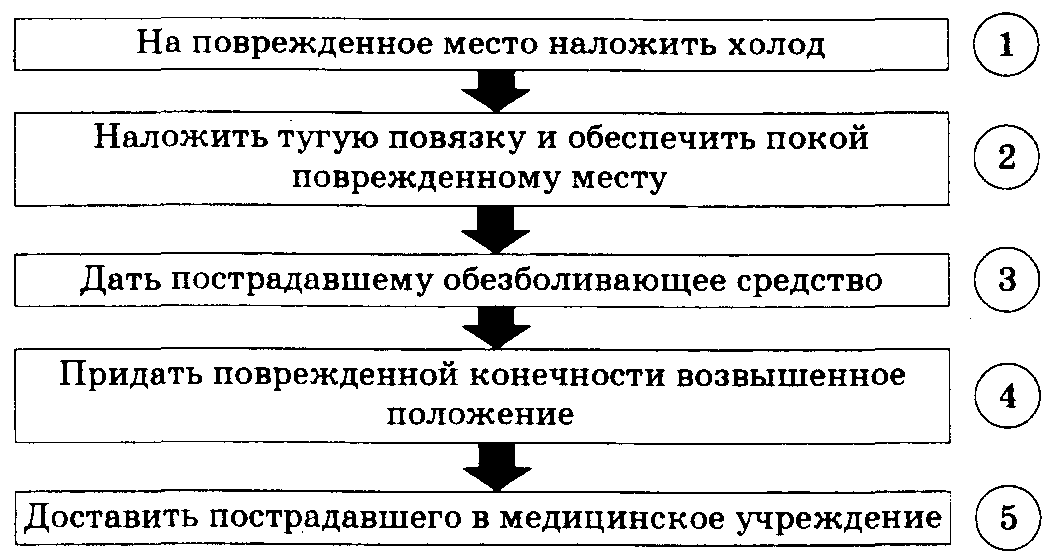 На поврежденное место наложить холод 1
Наложить тугую повязку и обеспечить покой
поврежденному месту 2
Дать пострадавшему обезболивающее средство 3
Придать поврежденной конечности возвышенное
положение 4
Доставить пострадавшего в медицинское учреждение 5